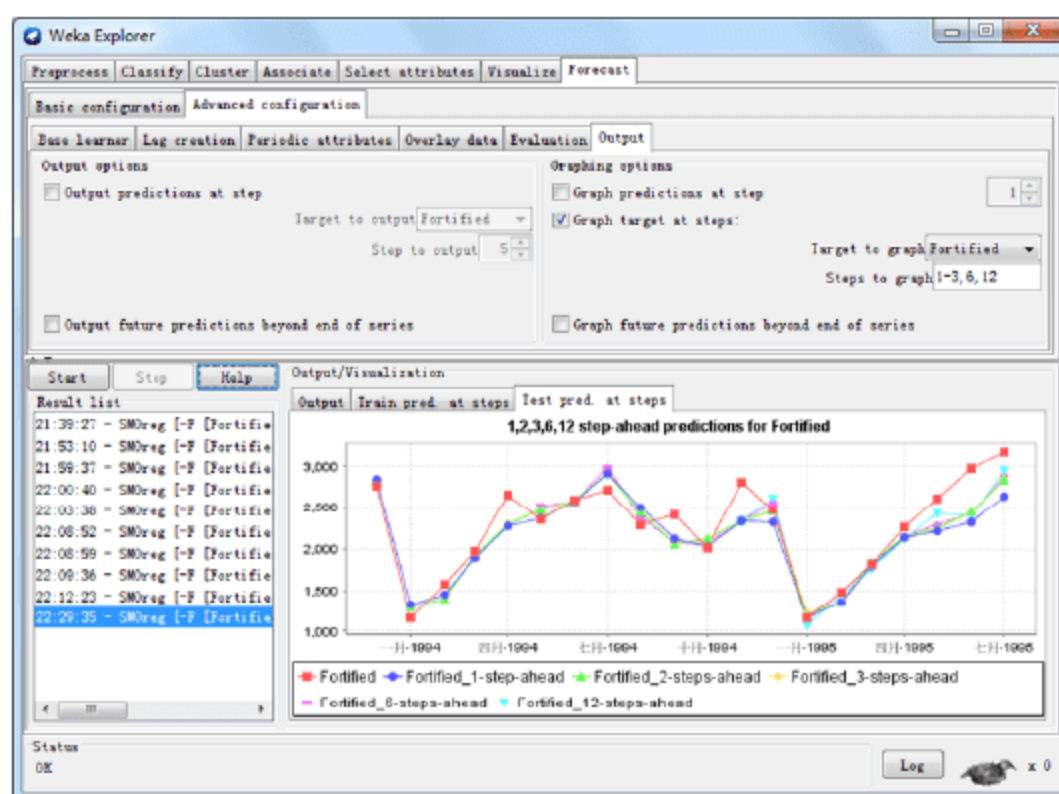 Weka Explorer
Preprocess Classify Cluster Associate Select attributes Visualize Forecast
Basic configuration Advanced configuration
Base learner Lag creation Periodic attributes Overlay data Evaluation Output
Output options
Output predictions at step
Target to output Fortified
Step to output 5
Output future predictions beyond end of series
Graphing options
Graph predictions at step 1
Graph target at steps:
Target to graph Fortified
Steps to graph 1-3,6,12
Graph future predictions beyond end of series
Start Stop Help
Result list
21:39:27 - SMOreg [-F [Fortifie
21:53:10 - SMOreg [-F [Fortifie
21:59:37 - SMOreg [-F [Fortifie
22:00:40 - SMOreg [-F [Fortifie
22:03:38 - SMOreg [-F [Fortifie
22:08:52 - SMOreg [-F [Fortifie
22:08:59 - SMOreg [-F [Fortifie
22:09:36 - SMOreg [-F [Fortifie
22:12:23 - SMOreg [-F [Fortifie
22:29:35 - SMOreg [-F [Fortifie
Output/Visualization
Output Train pred. at steps Test pred. at steps
1,2,3,6,12 step-ahead predictions for Fortified
3,000
2,500
2,000
1,500
1,000
一月-1994 四月-1994 七月-1994 十月-1994 一月-1995 四月-1995 七月-1995
Fortified Fortified_1-step-ahead Fortified_2-steps-ahead Fortified_3-steps-ahead
Fortified_6-steps-ahead Fortified_12-steps-ahead
Status
OK
Log x 0